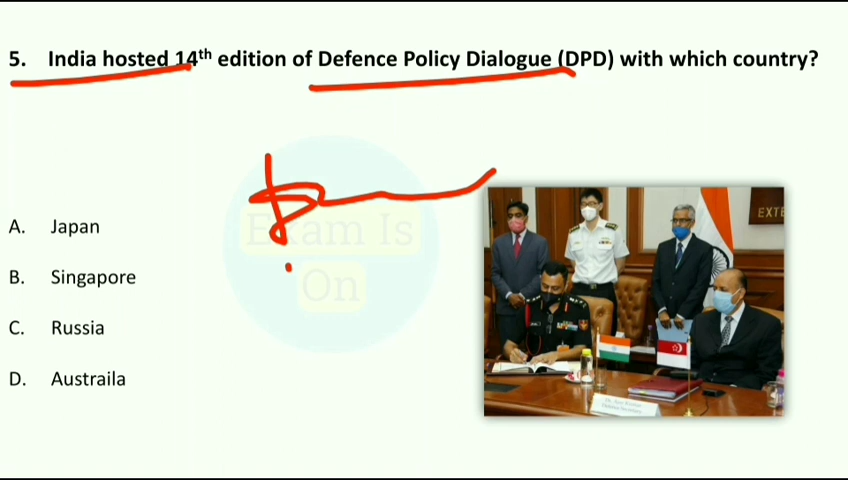 5. India hosted 14th edition of Defence Policy Dialogue (DPD) with which country?
Exam Is
On
A. Japan
B. Singapore
C. Russia
D. Austraila
EXTE